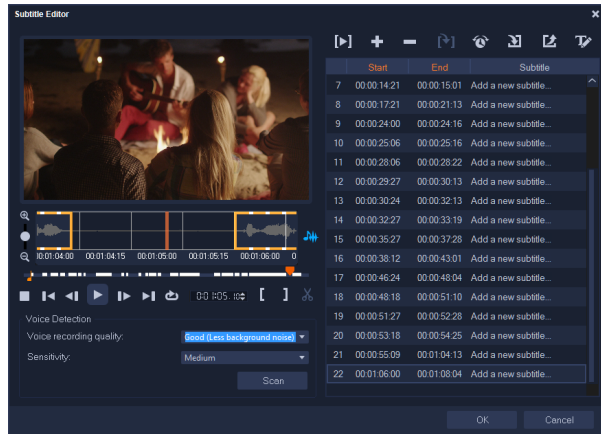 Subtitle Editor
Start End Subtitle
7 00:00:14:21 00:00:15:01 Add a new subtitle...
8 00:00:17:21 00:00:21:13 Add a new subtitle...
9 00:00:24:00 00:00:24:16 Add a new subtitle...
10 00:00:25:06 00:00:25:16 Add a new subtitle...
11 00:00:28:06 00:00:28:22 Add a new subtitle...
12 00:00:29:27 00:00:30:13 Add a new subtitle...
13 00:00:30:24 00:00:32:13 Add a new subtitle...
14 00:00:32:27 00:00:33:19 Add a new subtitle...
15 00:00:35:27 00:00:37:28 Add a new subtitle...
16 00:00:38:12 00:00:43:01 Add a new subtitle...
17 00:00:46:24 00:00:48:04 Add a new subtitle...
18 00:00:48:18 00:00:51:10 Add a new subtitle...
19 00:00:51:27 00:00:52:28 Add a new subtitle...
20 00:00:53:18 00:00:54:25 Add a new subtitle...
21 00:00:55:09 00:01:04:13 Add a new subtitle...
22 00:01:06:00 00:01:08:04 Add a new subtitle...
00:01:04:15 00:01:05:00 00:01:05:15 00:01:06:00
Voice Detection
Voice recording quality: Good (Less background noise)
Sensitivity: Medium
Scan
OK Cancel